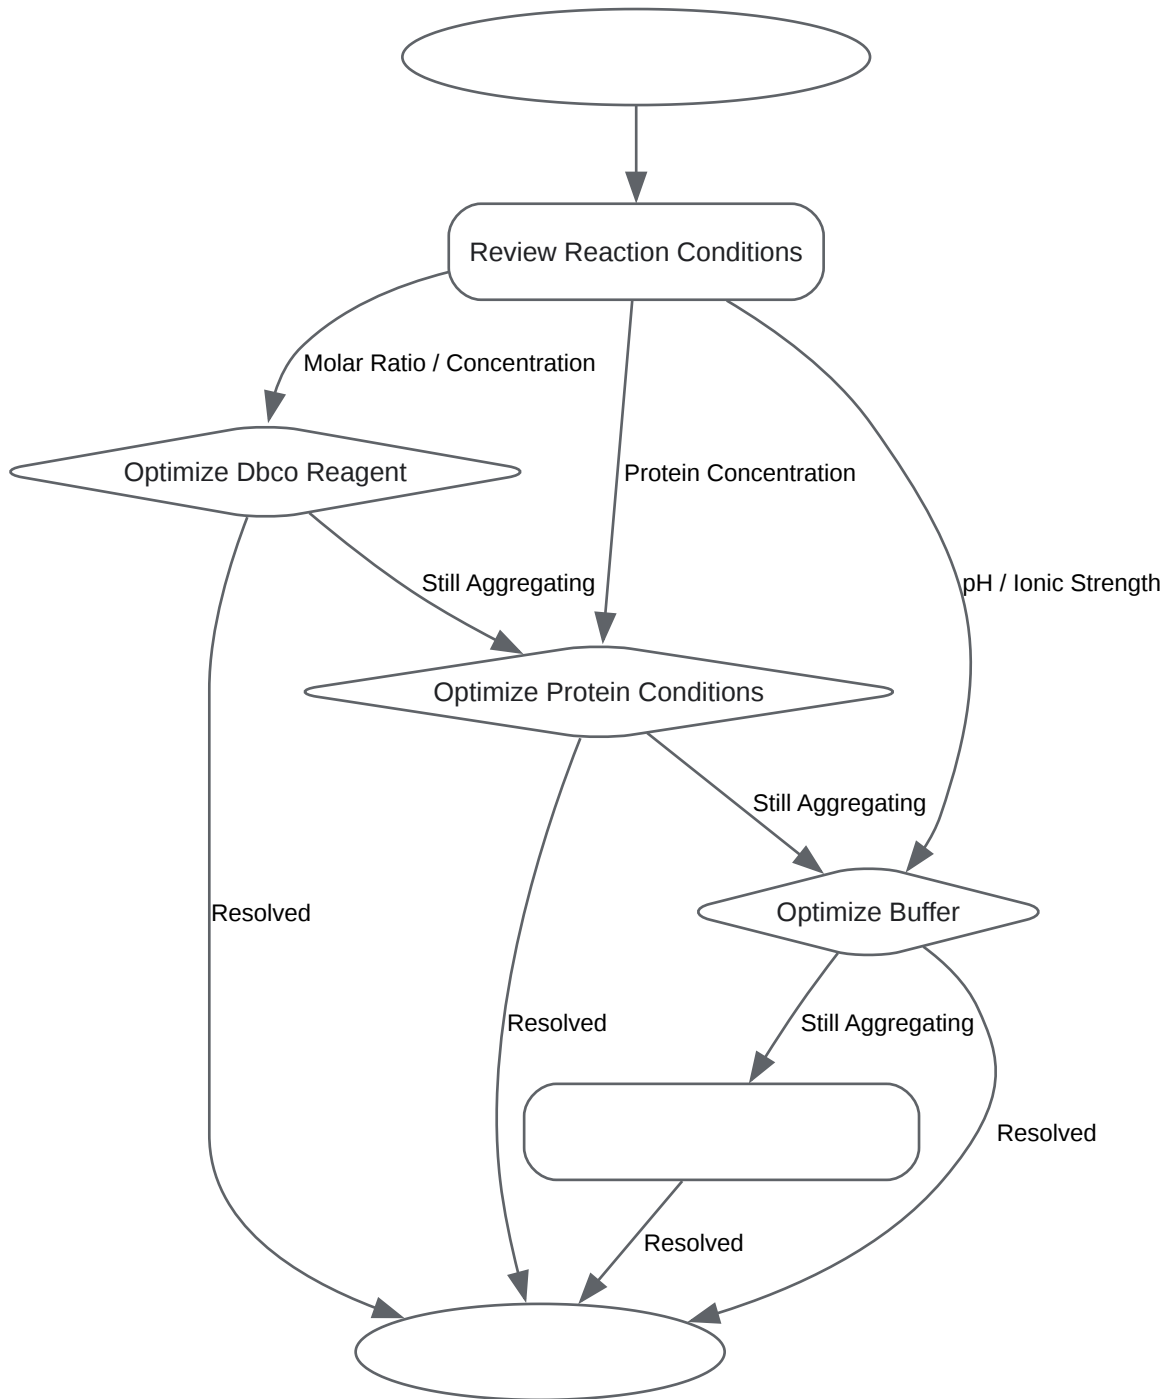 Review Reaction Conditions
Molar Ratio / Concentration
Optimize Dbco Reagent
Protein Concentration
Still Aggregating
pH / Ionic Strength
Optimize Protein Conditions
Still Aggregating
Optimize Buffer
Resolved
Resolved
Still Aggregating
Resolved
Resolved